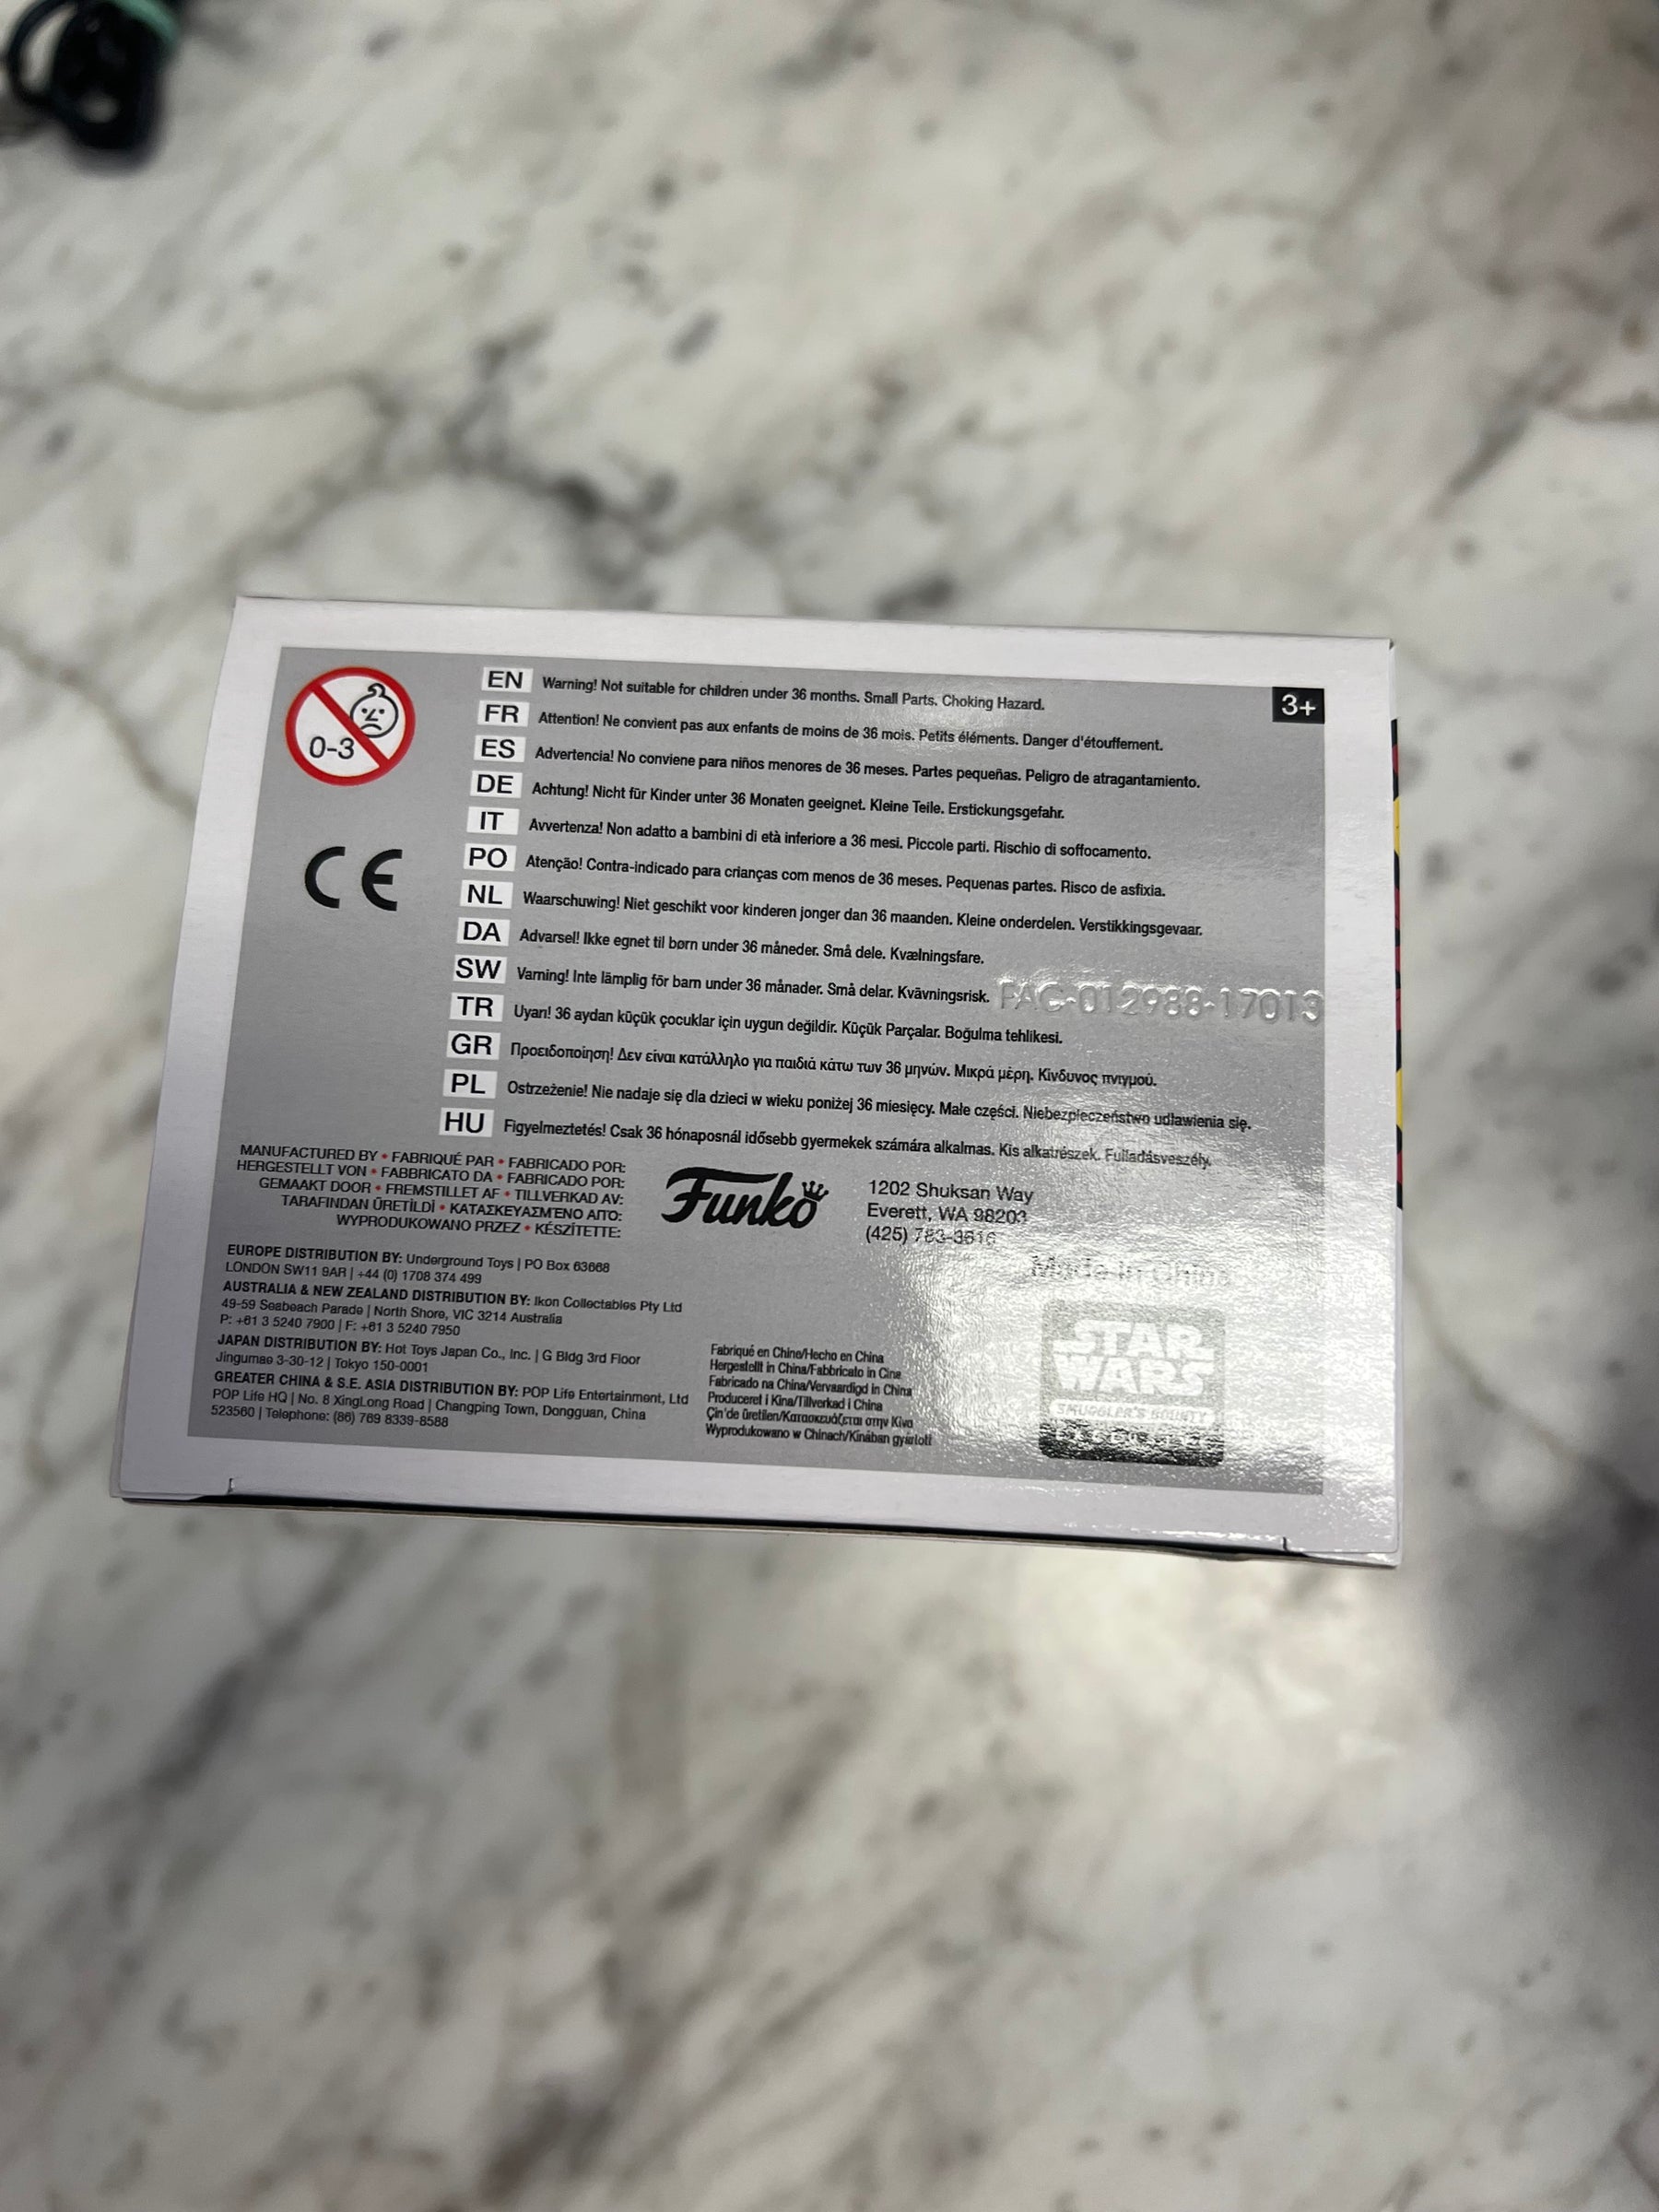 0-3
CE
3+
EN Warning! Not suitable for children under 36 months. Small Parts. Choking Hazard.
FR Attention! Ne convient pas aux enfants de moins de 36 mois. Petits éléments. Danger d'étouffement.
ES Advertencia! No conviene para niños menores de 36 meses. Partes pequeñas. Peligro de atragantamiento.
DE Achtung! Nicht für Kinder unter 36 Monaten geeignet. Kleine Teile. Erstickungsgefahr.
IT Avvertenza! Non adatto a bambini di età inferiore a 36 mesi. Piccole parti. Rischio di soffocamento.
PO Atenção! Contra-indicado para crianças com menos de 36 meses. Pequenas partes. Risco de asfixia.
NL Waarschuwing! Niet geschikt voor kinderen jonger dan 36 maanden. Kleine onderdelen. Verstikkingsgevaar.
DA Advarsel! Ikke egnet til børn under 36 måneder. Små dele. Kvælningsfare.
SW Varning! Inte lämplig för barn under 36 månader. Små delar. Kvävningsrisk.
FAC-012988-17013
TR Uyarı! 36 aydan küçük çocuklar için uygun değildir. Küçük Parçalar. Boğulma tehlikesi.
GR Προειδοποίηση! Δεν είναι κατάλληλο για παιδιά κάτω των 36 μηνών. Μικρά μέρη. Κίνδυνος πνιγμού.
PL Ostrzeżenie! Nie nadaje się dla dzieci w wieku poniżej 36 miesięcy. Małe części. Niebezpieczeństwo udławienia się.
HU Figyelmeztetés! Csak 36 hónaposnál idősebb gyermekek számára alkalmas. Kis alkatrészek. Fulladásveszély.
MANUFACTURED BY • FABRIQUÉ PAR • FABRICADO POR:
HERGESTELLT VON • FABBRICATO DA • FABRICADO POR:
GEMAAKT DOOR • FREMSTILLET AF • TILLVERKAD AV:
TARAFINDAN ÜRETİLDİ • ΚΑΤΑΣΚΕΥΑΣΜΈΝΟ ΑΠΌ:
WYPRODUKOWANO PRZEZ • KÉSZÍTETTE:
Funko
1202 Shuksan Way
Everett, WA 98203
(425) 783-3616
Made in China
EUROPE DISTRIBUTION BY: Underground Toys | PO Box 63668
LONDON SW11 9AR | +44 (0) 1708 374 499
AUSTRALIA & NEW ZEALAND DISTRIBUTION BY: Ikon Collectables Pty Ltd
49-59 Seabeach Parade | North Shore, VIC 3214 Australia
P: +61 3 5240 7900 | F: +61 3 5240 7950
JAPAN DISTRIBUTION BY: Hot Toys Japan Co., Inc. | G Bldg 3rd Floor
Jingumae 3-30-12 | Tokyo 150-0001
GREATER CHINA & S.E. ASIA DISTRIBUTION BY: POP Life Entertainment, Ltd
POP Life HQ | No. 8 XingLong Road | Changping Town, Dongguan, China
523560 | Telephone: (86) 769 8339-8588
Fabriqué en Chine/Hecho en China
Hergestellt in China/Fabbricato in Cina
Fabricado na China/Vervaardigd in China
Produceret i Kina/Tillverkad i China
Çin'de üretilen/Κατασκευάζεται στην Κίνα
Wyprodukowano w Chinach/Kínában gyártott
STAR
WARS
SMUGGLER'S BOUNTY
EXCLUSIVE